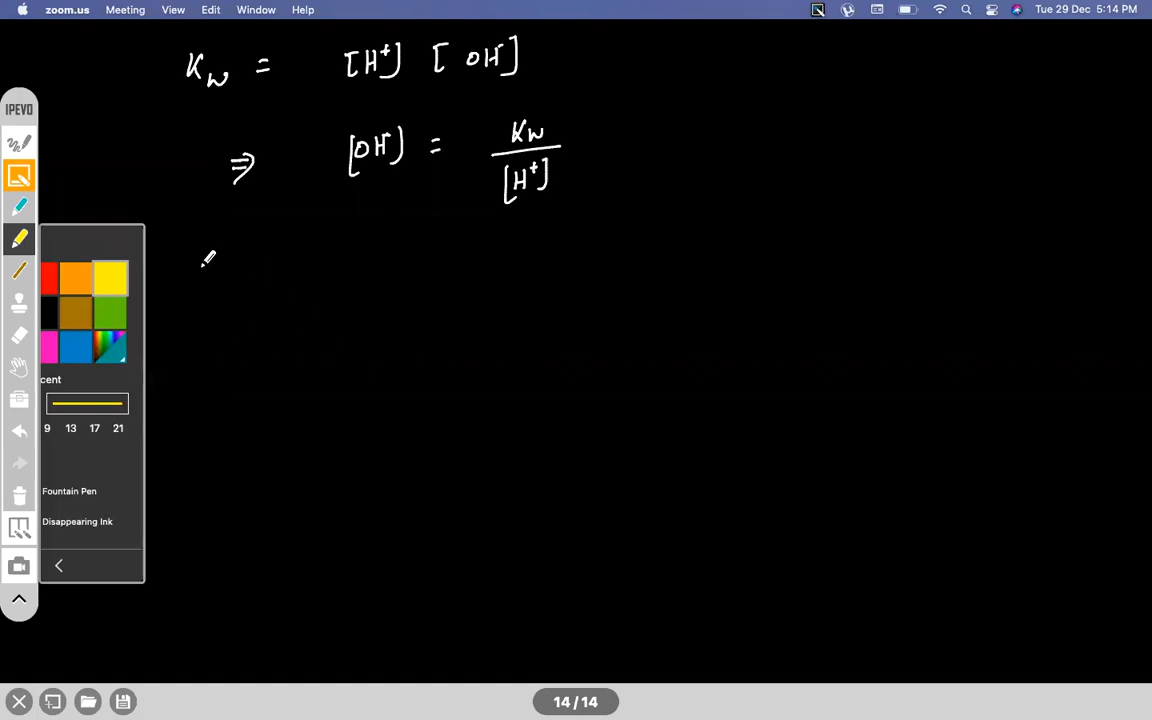 zoom.us Meeting View Edit Window Help Tue 29 Dec 5:14 PM
Kw = [H⁺] [OH⁻]
⇒ [OH⁻) = Kw / [H⁺]
IPEVO
cent
9 13 17 21
Fountain Pen
Disappearing Ink
14 / 14